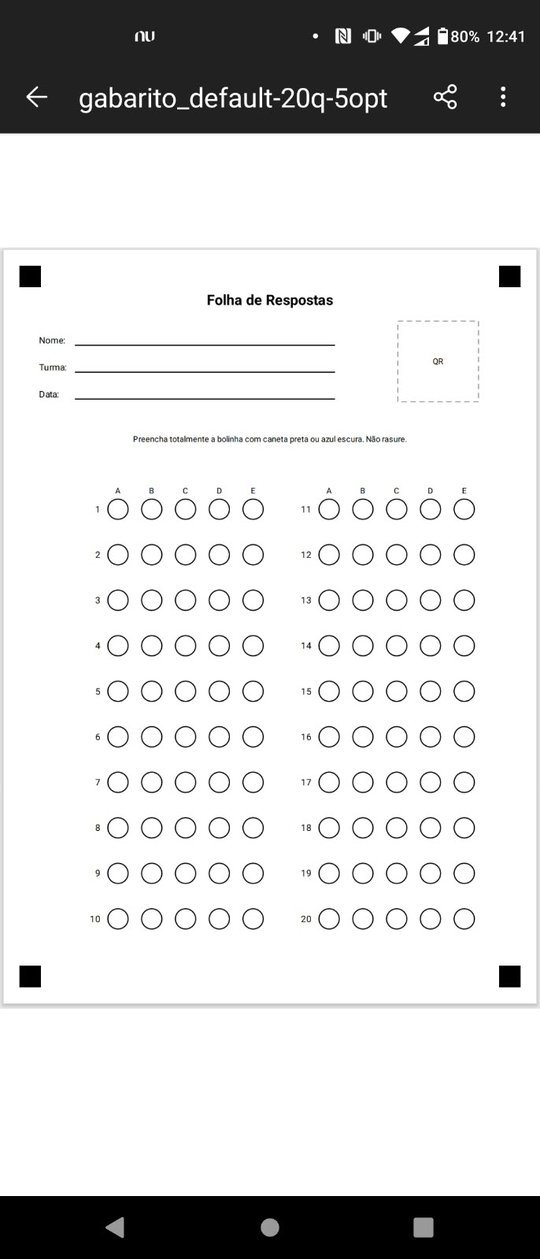 80% 12:41
gabarito_default-20q-5opt
Folha de Respostas
Nome:
QR
Turma:
Data:
Preencha totalmente a bolinha com caneta preta ou azul escura. Não rasure.
A B C D E A B C D E
1 11
2 12
3 13
4 14
5 15
6 16
7 17
8 18
9 19
10 20